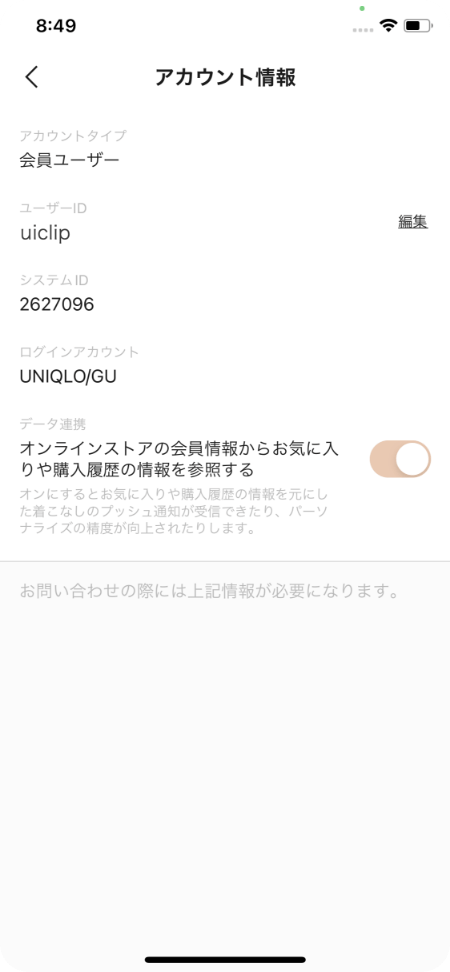 8:49
アカウント情報
アカウントタイプ
会員ユーザー
ユーザーID
uiclip
編集
システムID
2627096
ログインアカウント
UNIQLO/GU
データ連携
オンラインストアの会員情報からお気に入
りや購入履歴の情報を参照する
オンにするとお気に入りや購入履歴の情報を元にし
た着こなしのプッシュ通知が受信できたり、パーソ
ナライズの精度が向上されたりします。
お問い合わせの際には上記情報が必要になります。